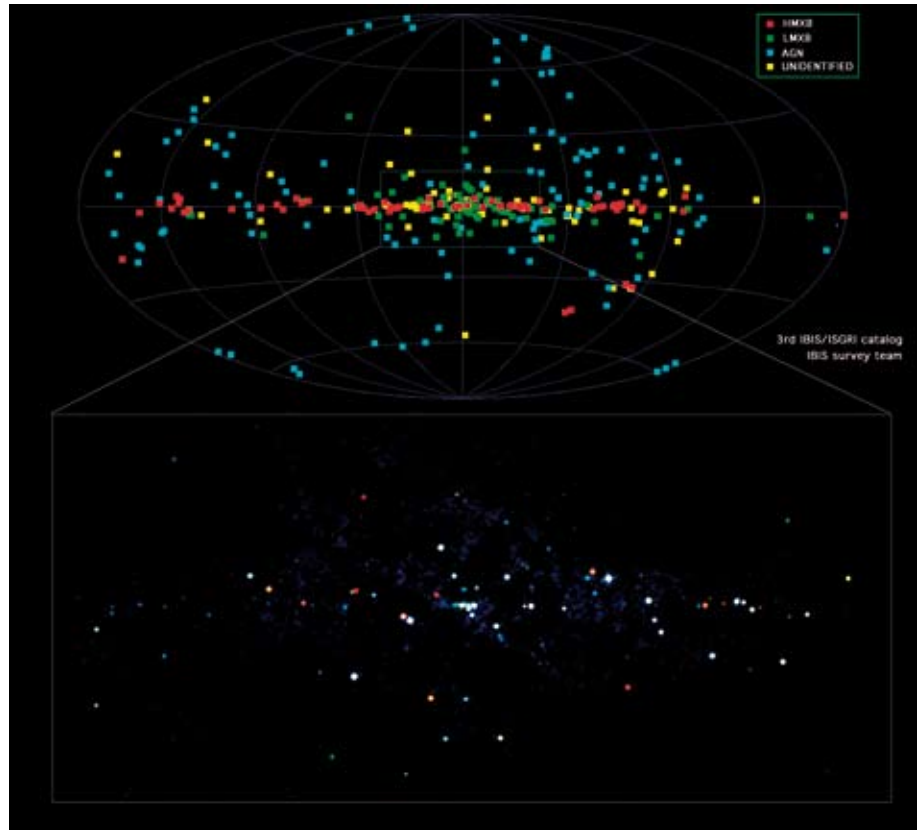 HMXB
LMXB
AGN
UNIDENTIFIED
3rd IBIS/ISGRI catalog
IBIS survey team